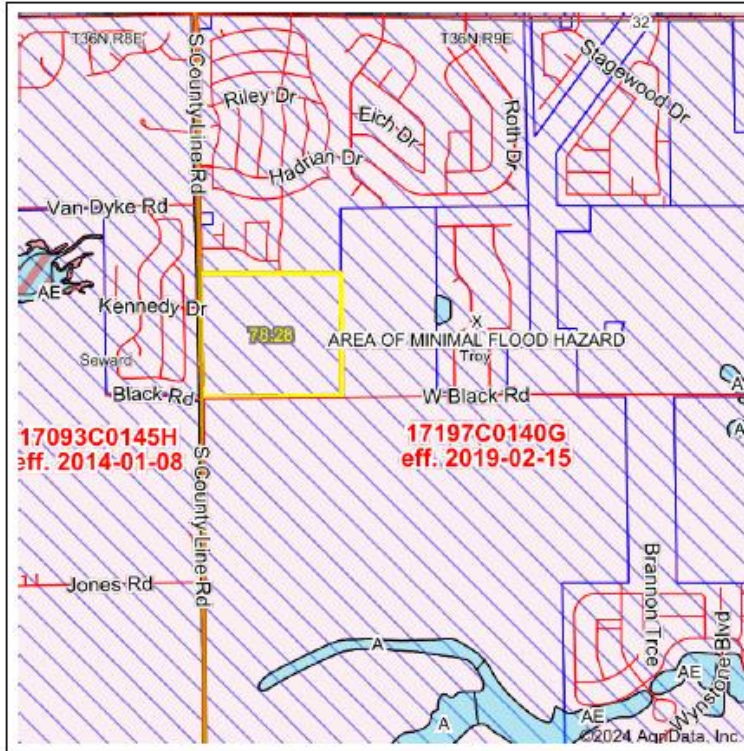 T36N,R8E
T36N,R9E
32
S County Line Rd
Riley Dr
Eich Dr
Roth Dr
Stagewood Dr
Hadrian Dr
Van Dyke Rd
AE
Kennedy Dr
78.28
X
AREA OF MINIMAL FLOOD HAZARD
Seward
Troy
A
Black Rd
W Black Rd
A
17093C0145H
eff. 2014-01-08
17197C0140G
eff. 2019-02-15
S County Line Rd
Jones Rd
Brannon Trce
Wynstone Blvd
A
AE
A
AE
©2024 AgriData, Inc.